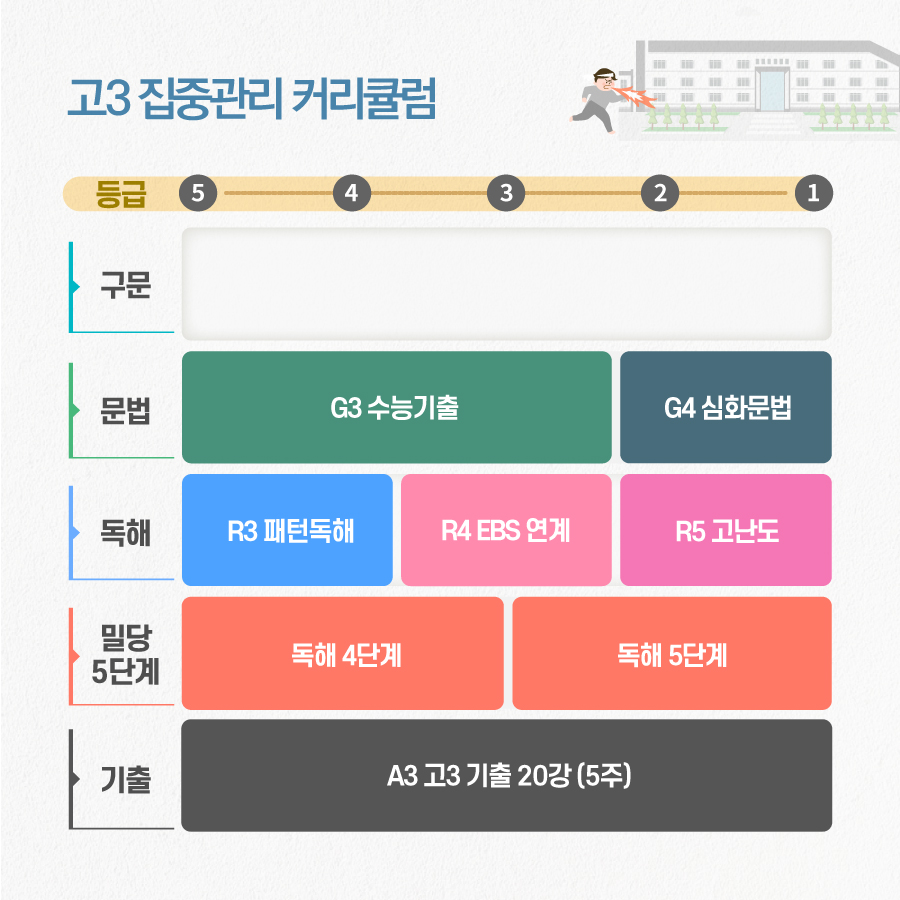 고3 집중관리 커리큘럼
등급 5 4 3 2 1
구문
문법 G3 수능기출 G4 심화문법
독해 R3 패턴독해 R4 EBS 연계 R5 고난도
밀당
5단계 독해 4단계 독해 5단계
기출 A3 고3 기출 20강 (5주)